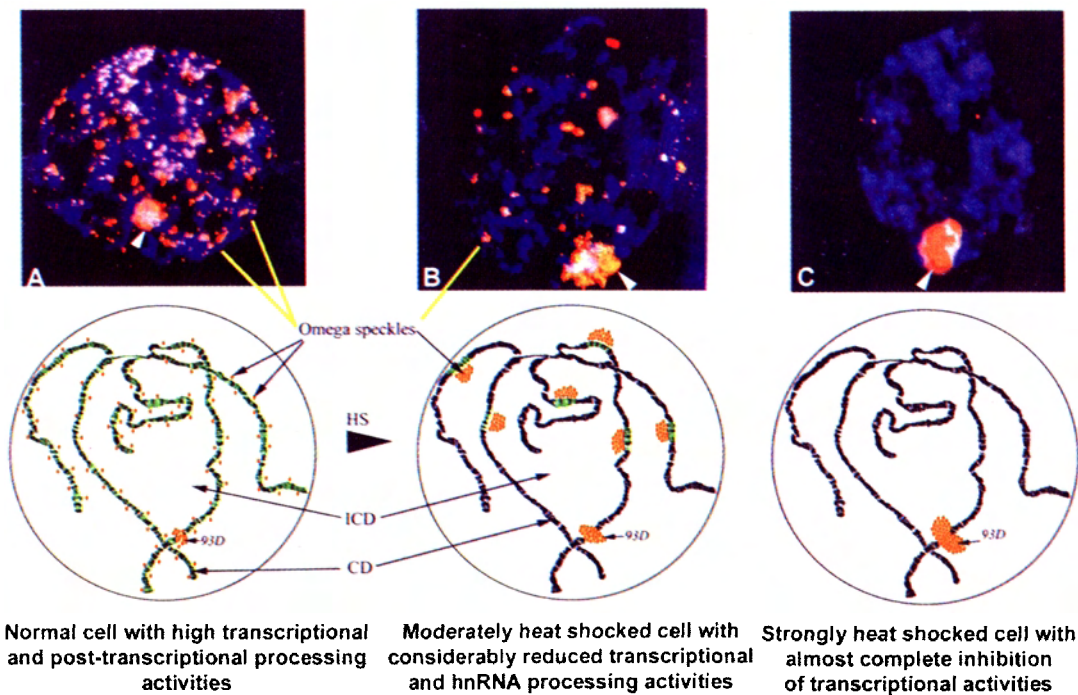 A
B
C
Omega speckles
HS
ICD
93D
93D
93D
CD
Normal cell with high transcriptional
and post-transcriptional processing
activities
Moderately heat shocked cell with
considerably reduced transcriptional
and hnRNA processing activities
Strongly heat shocked cell with
almost complete inhibition
of transcriptional activities